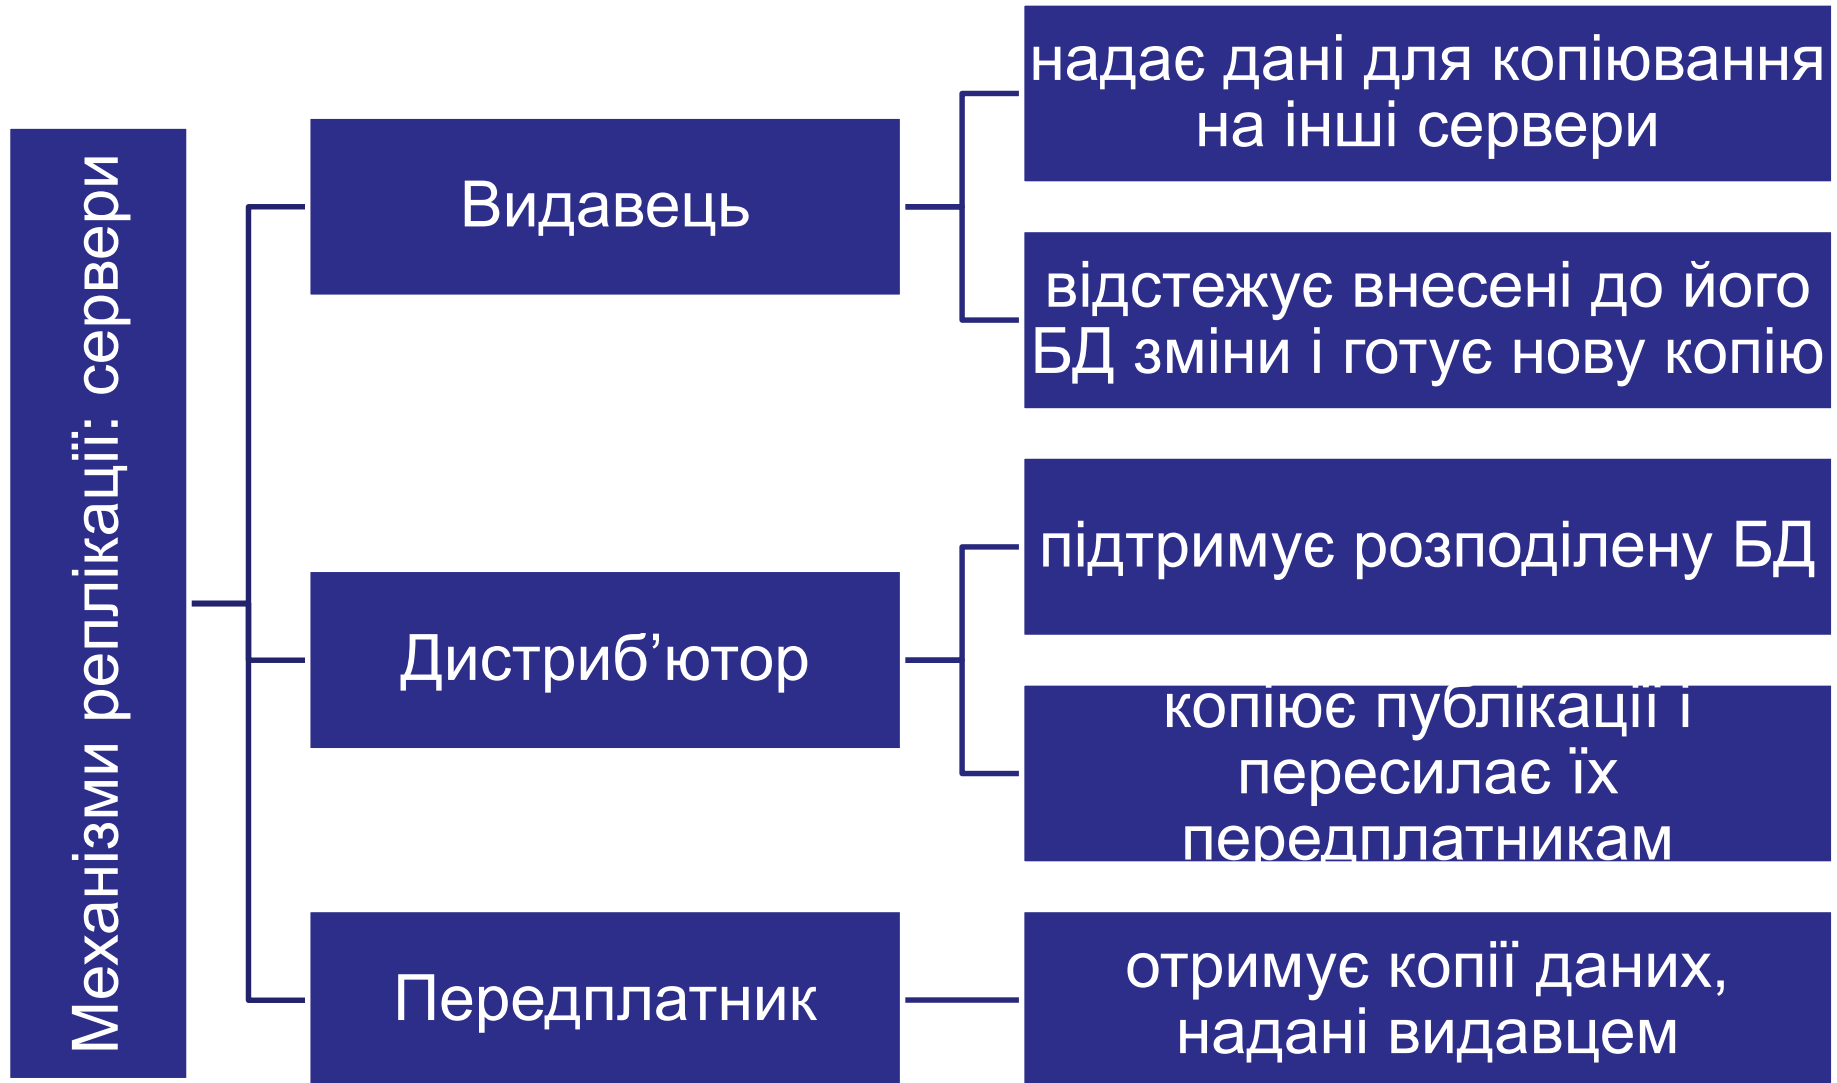 Механізми реплікації: сервери
Видавець
надає дані для копіювання
на інші сервери
відстежує внесені до його
БД зміни і готує нову копію
Дистриб’ютор
підтримує розподілену БД
копіює публікації і
пересилає їх
передплатникам
Передплатник
отримує копії даних,
надані видавцем